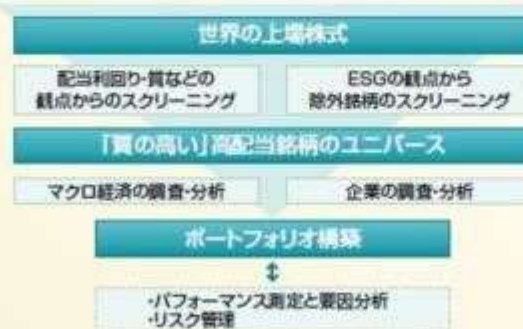 世界の上場株式
配当利回り・質などの
観点からのスクリーニング
ESGの観点から
除外銘柄のスクリーニング
「質の高い」高配当銘柄のユニバース
マクロ経済の調査・分析
企業の調査・分析
ポートフォリオ構築
・パフォーマンス測定と要因分析
・リスク管理